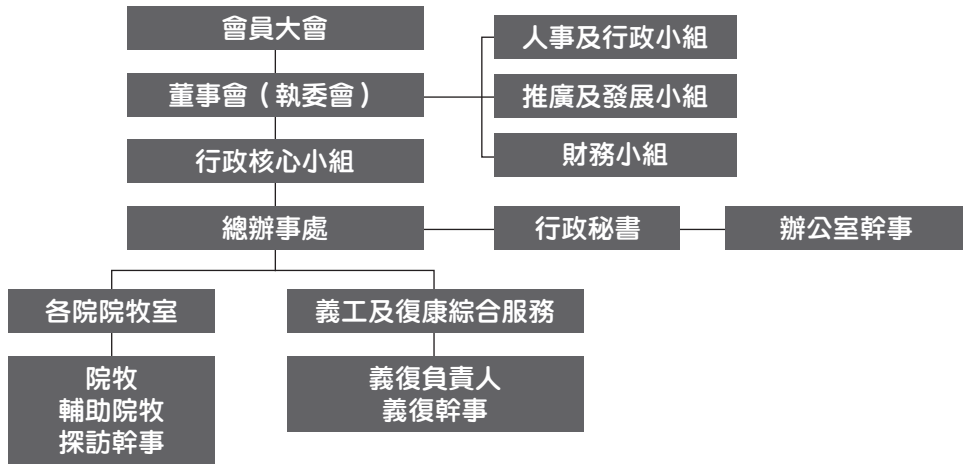 會員大會
人事及行政小組
董事會（執委會）
推廣及發展小組
行政核心小組
財務小組
總辦事處
行政秘書
辦公室幹事
各院院牧室
義工及復康綜合服務
院牧
輔助院牧
探訪幹事
義復負責人
義復幹事